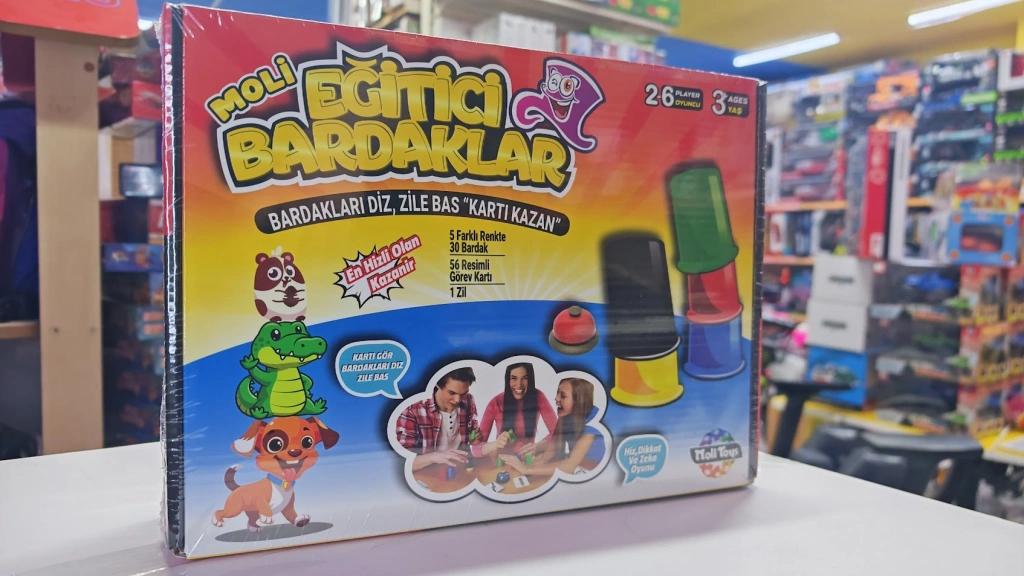 MOLİ
EĞİTİCİ
BARDAKLAR
2-6 PLAYER
OYUNCU
3+ AGES
YAŞ
BARDAKLARI DİZ, ZİLE BAS "KARTI KAZAN"
En Hizli Olan
Kazanir
5 Farklı Renkte
30 Bardak
56 Resimli
Görev Kartı
1 Zil
KARTI GÖR
BARDAKLARI DİZ
ZİLE BAS
Hız,Dikkat
Ve Zeka
Oyunu
Moli Toys